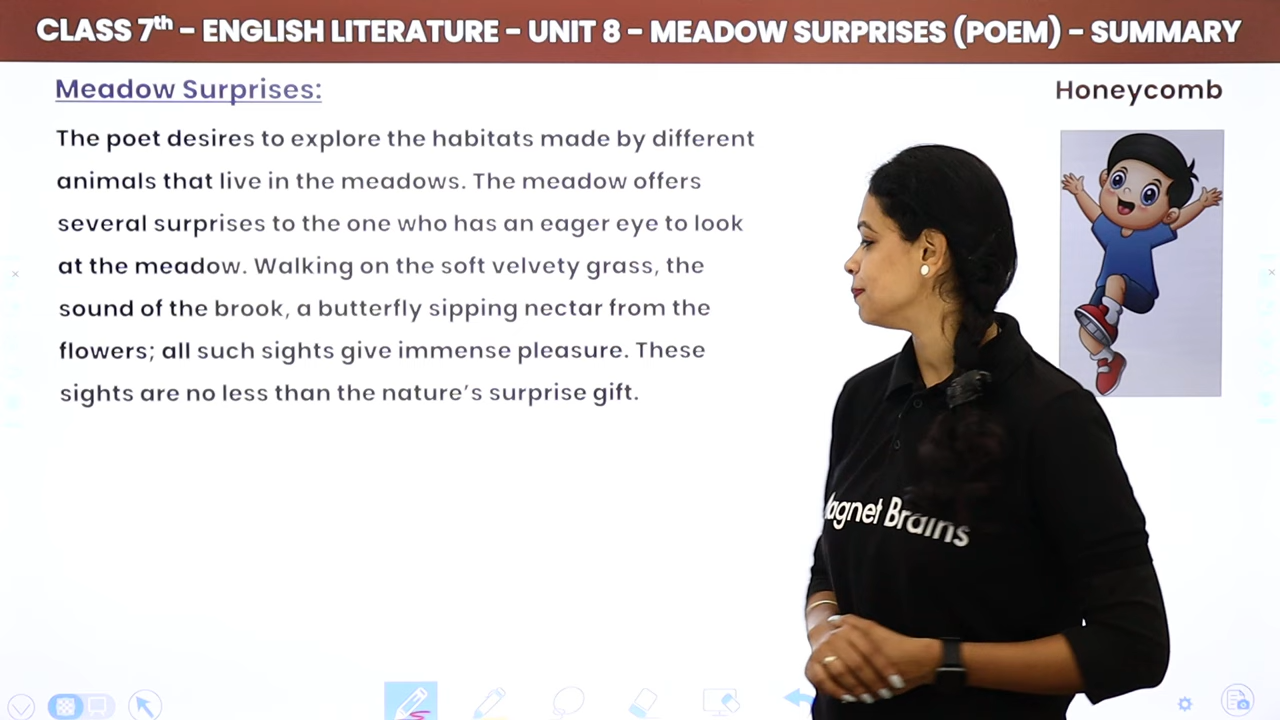 CLASS 7th – ENGLISH LITERATURE – UNIT 8 – MEADOW SURPRISES (POEM) – SUMMARY
Meadow Surprises:
Honeycomb
The poet desires to explore the habitats made by different
animals that live in the meadows. The meadow offers
several surprises to the one who has an eager eye to look
at the meadow. Walking on the soft velvety grass, the
sound of the brook, a butterfly sipping nectar from the
flowers; all such sights give immense pleasure. These
sights are no less than the nature's surprise gift.
Magnet Brains